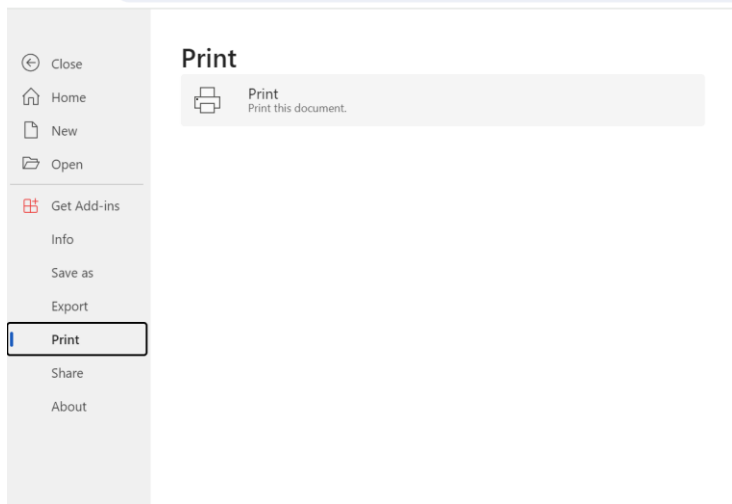 Close
Home
New
Open
Get Add-ins
Info
Save as
Export
Print
Share
About
Print
Print
Print this document.